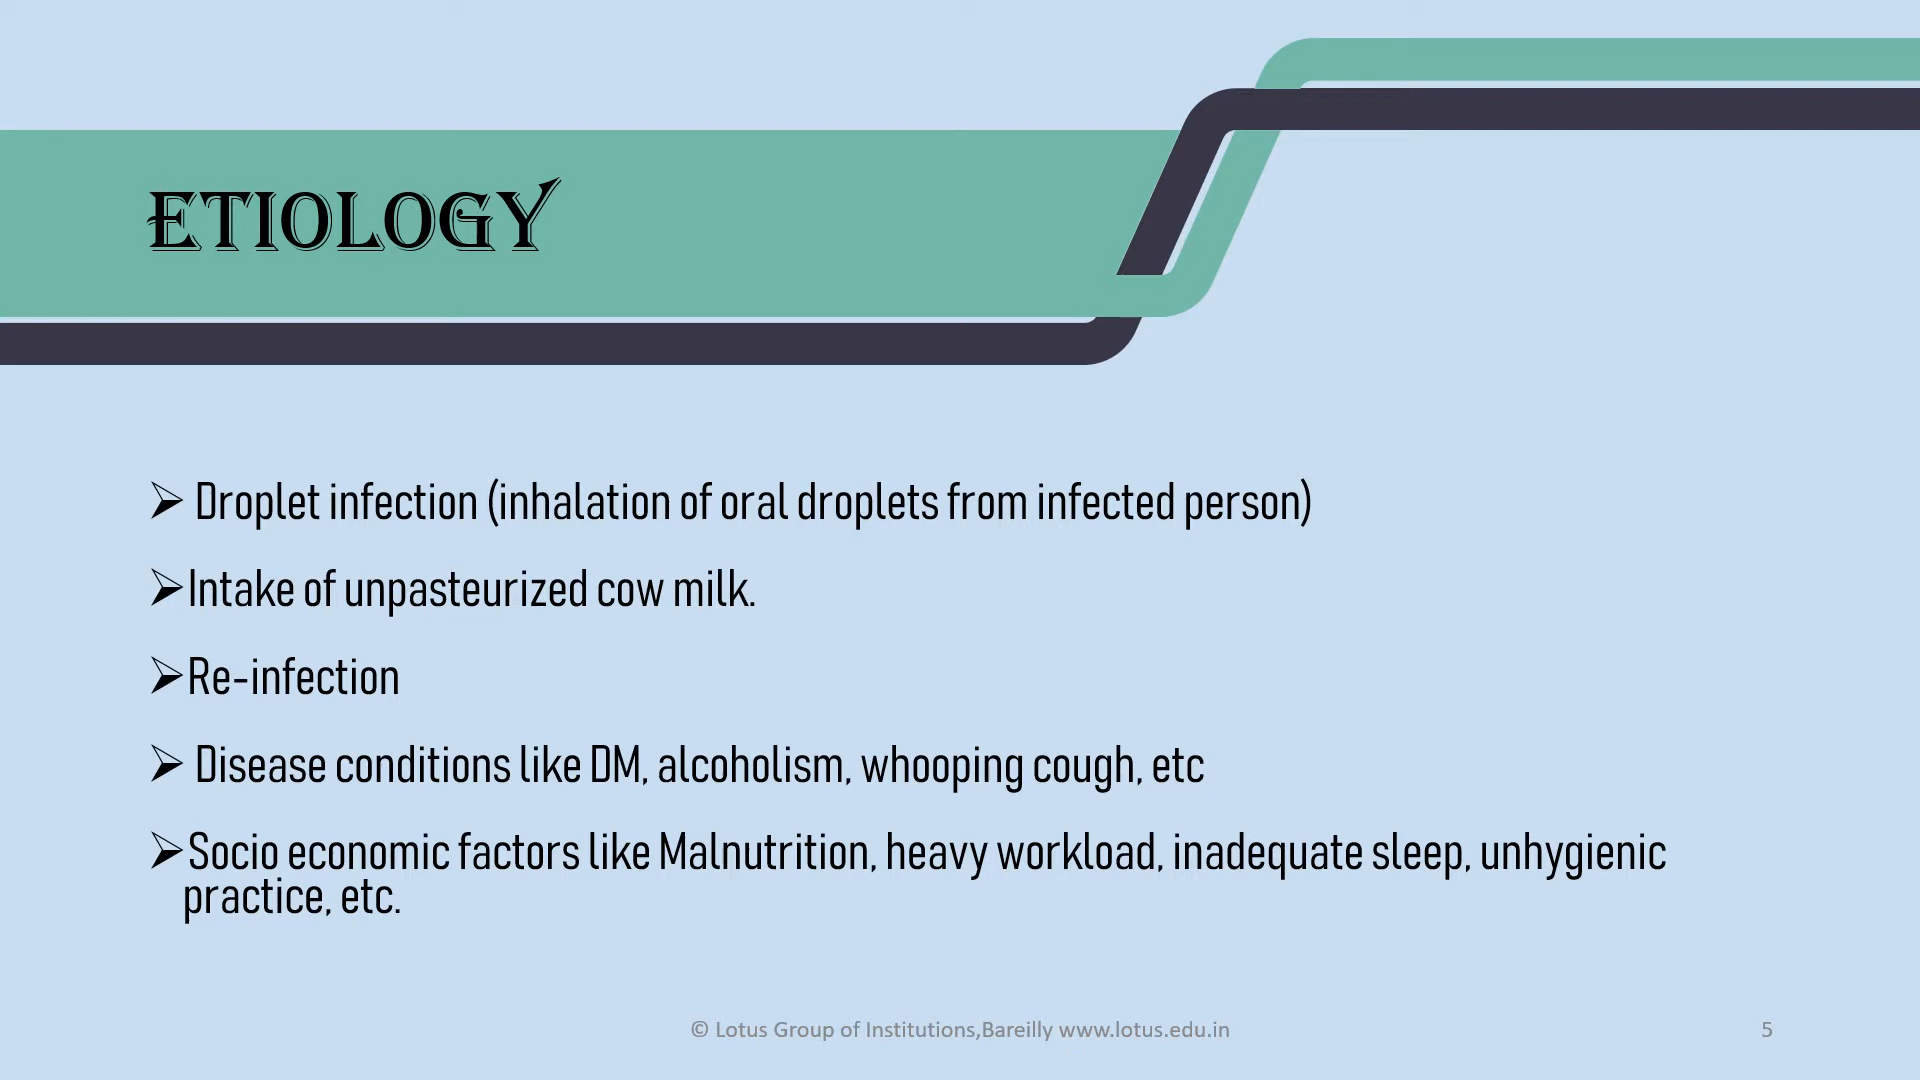 ETIOLOGY
➢ Droplet infection (inhalation of oral droplets from infected person)
➢Intake of unpasteurized cow milk.
➢Re-infection
➢ Disease conditions like DM, alcoholism, whooping cough, etc
➢Socio economic factors like Malnutrition, heavy workload, inadequate sleep, unhygienic
practice, etc.
© Lotus Group of Institutions,Bareilly www.lotus.edu.in
5